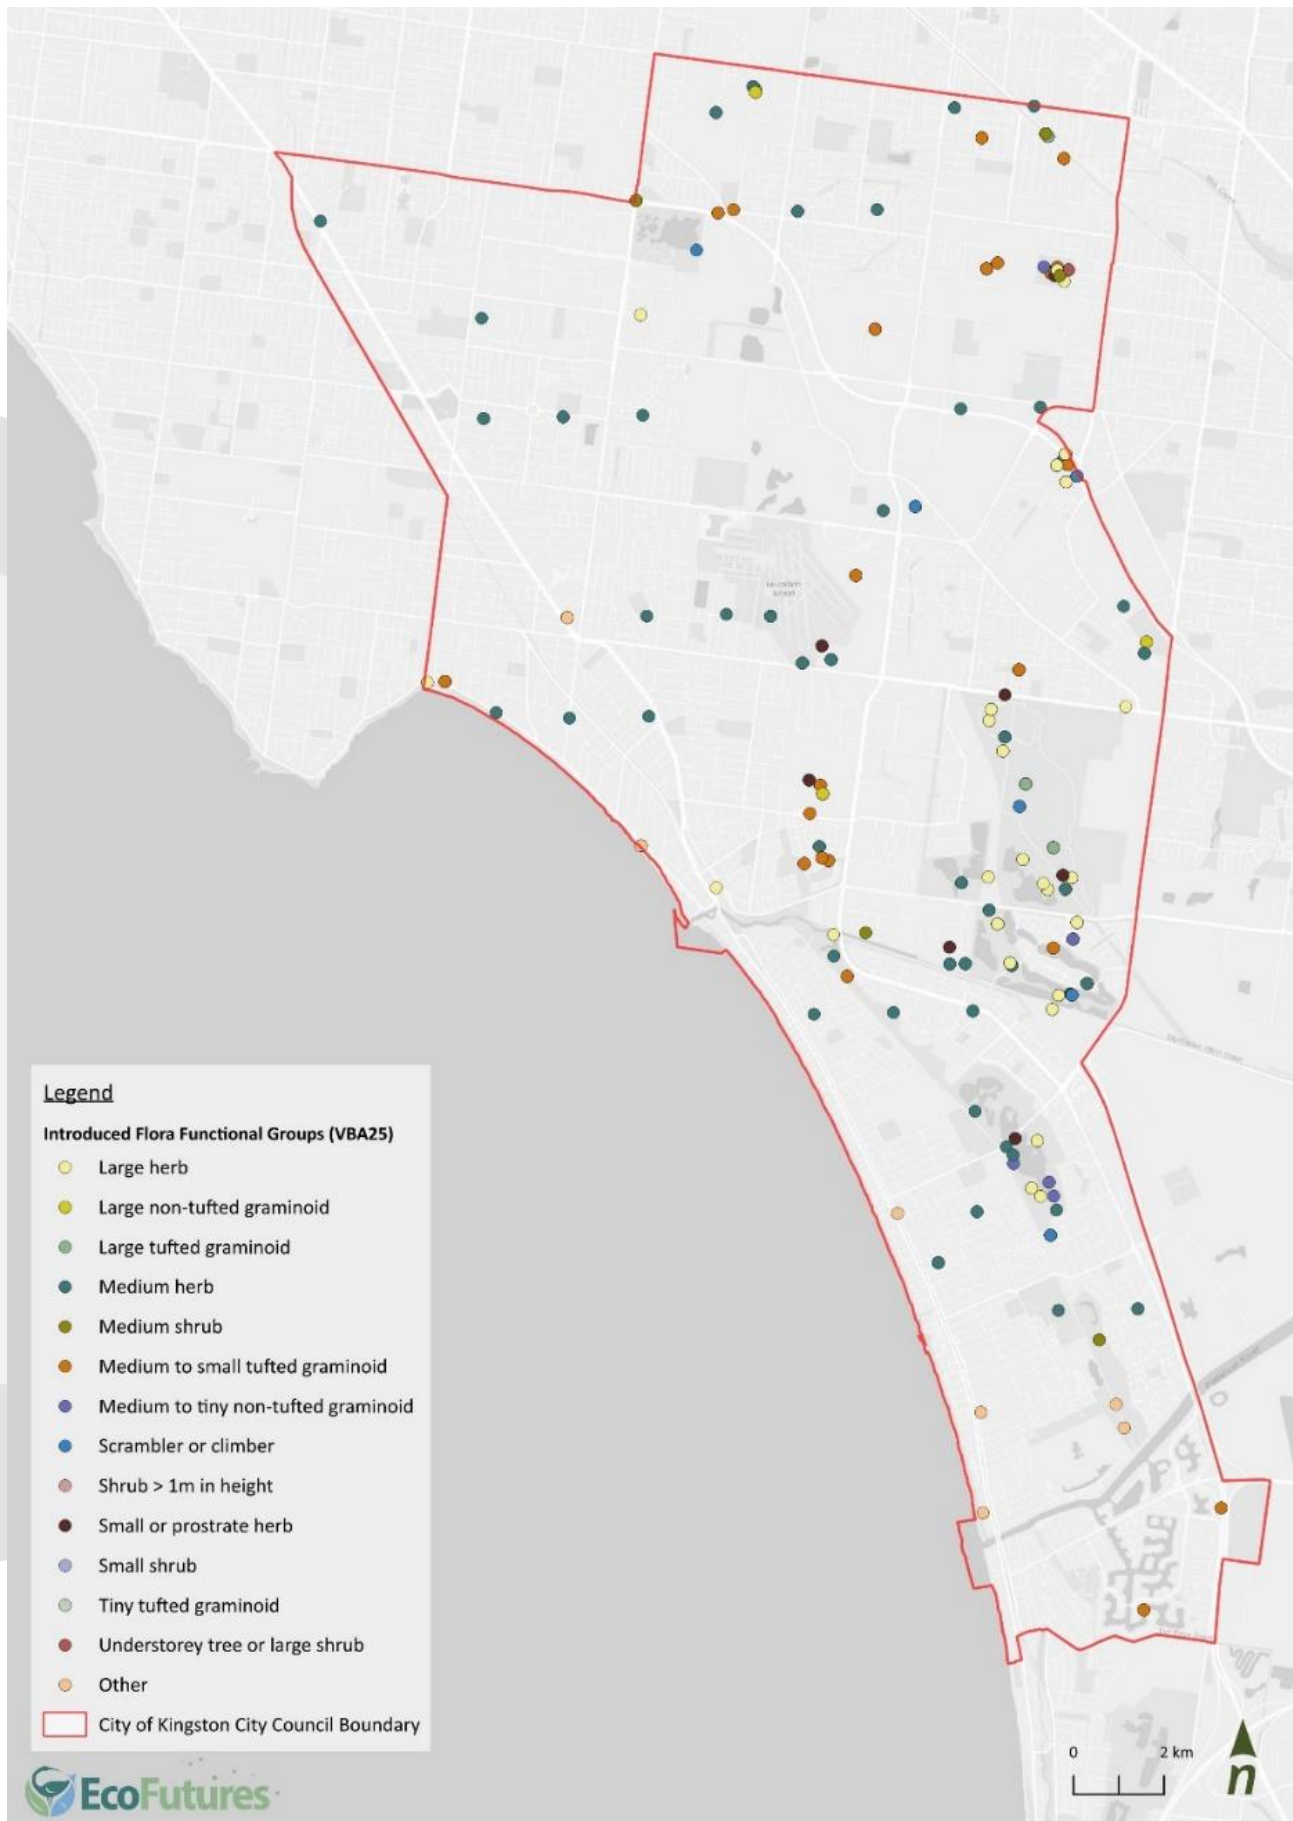 Legend
Introduced Flora Functional Groups (VBA25)
Large herb
Large non-tufted graminoid
Large tufted graminoid
Medium herb
Medium shrub
Medium to small tufted graminoid
Medium to tiny non-tufted graminoid
Scrambler or climber
Shrub > 1m in height
Small or prostrate herb
Small shrub
Tiny tufted graminoid
Understorey tree or large shrub
Other
City of Kingston City Council Boundary
0 2 km
n
EcoFutures